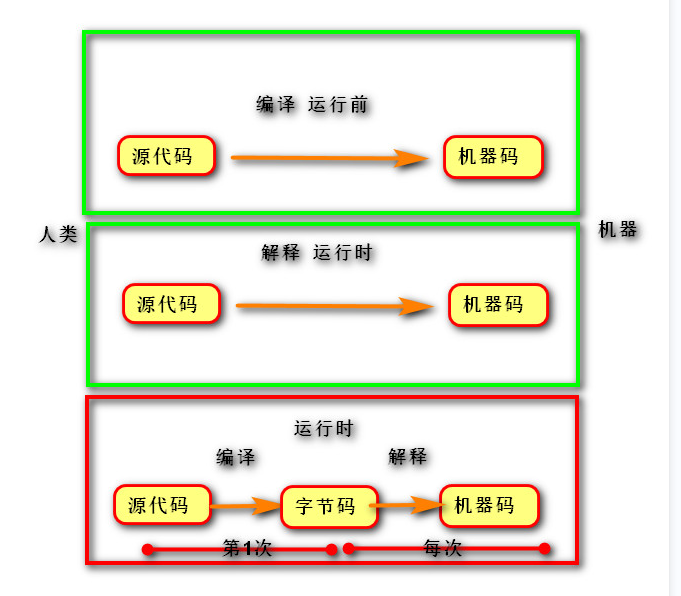 编译 运行前
源代码
机器码
人类
机器
解释 运行时
源代码
机器码
运行时
编译
解释
源代码
字节码
机器码
第1次
每次